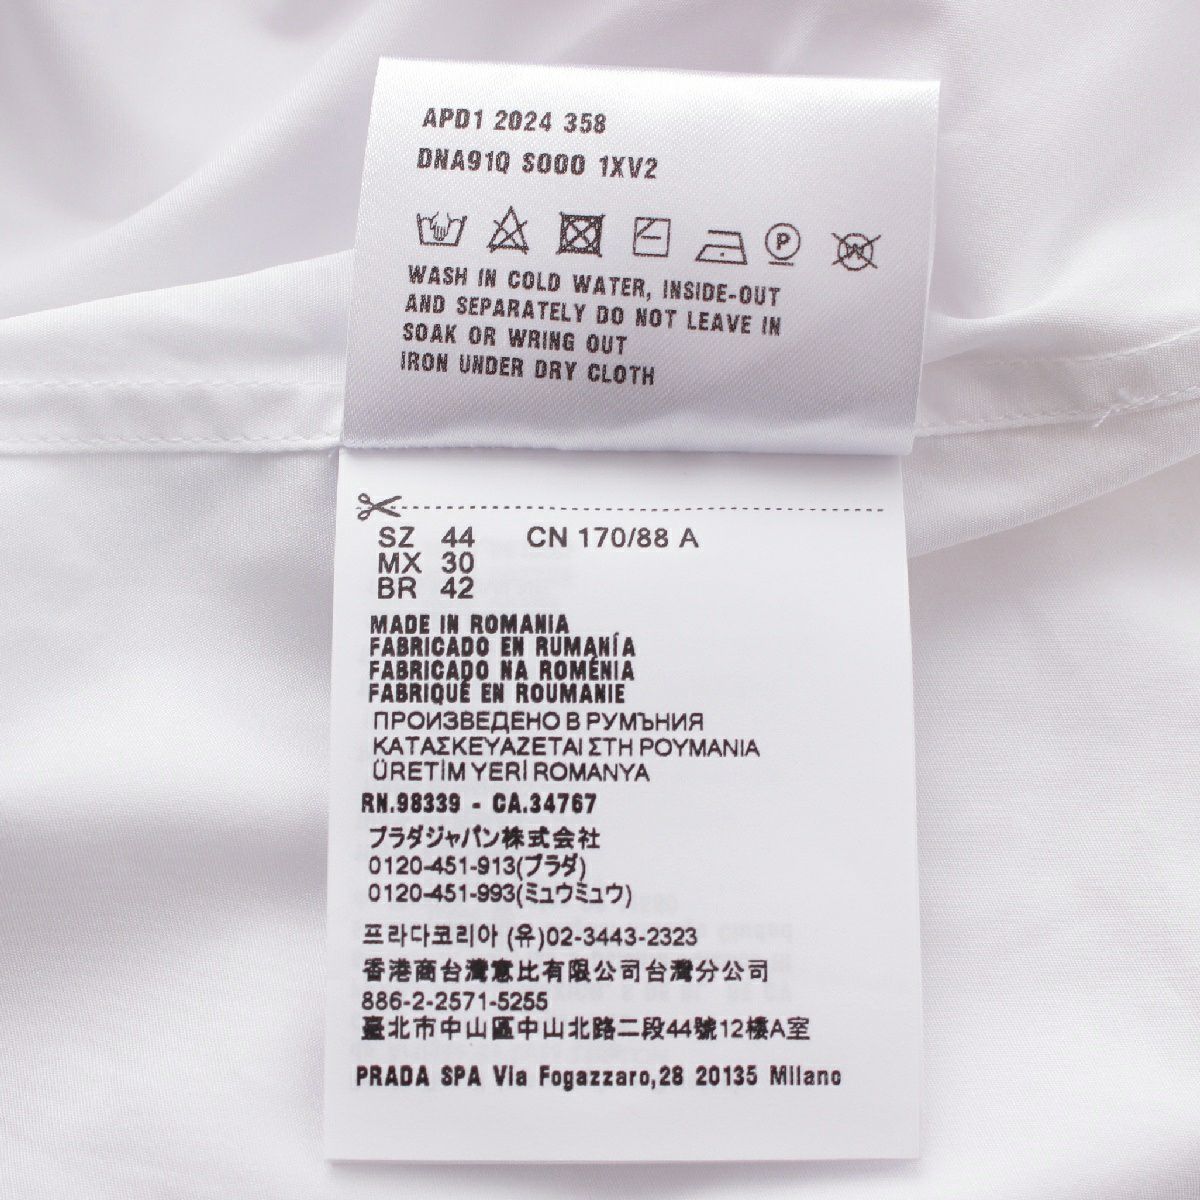 APD1 2024 358
DNA91Q S000 1XV2
P W
WASH IN COLD WATER, INSIDE-OUT
AND SEPARATELY DO NOT LEAVE IN
SOAK OR WRING OUT
IRON UNDER DRY CLOTH
SZ 44 CN 170/88 A
MX 30
BR 42
MADE IN ROMANIA
FABRICADO EN RUMANÍA
FABRICADO NA ROMÉNIA
FABRIQUÉ EN ROUMANIE
ПРОИЗВЕДЕНО В РУМЪНИЯ
ΚΑΤΑΣΚΕΥΑΖΕΤΑΙ ΣΤΗ ΡΟΥΜΑΝΙΑ
ÜRETİM YERİ ROMANYA
RN.98339 - CA.34767
プラダジャパン株式会社
0120-451-913(プラダ)
0120-451-993(ミュウミュウ)
프라다코리아 (유)02-3443-2323
香港商台灣意比有限公司台灣分公司
886-2-2571-5255
臺北市中山區中山北路二段44號12樓A室
PRADA SPA Via Fogazzaro,28 20135 Milano